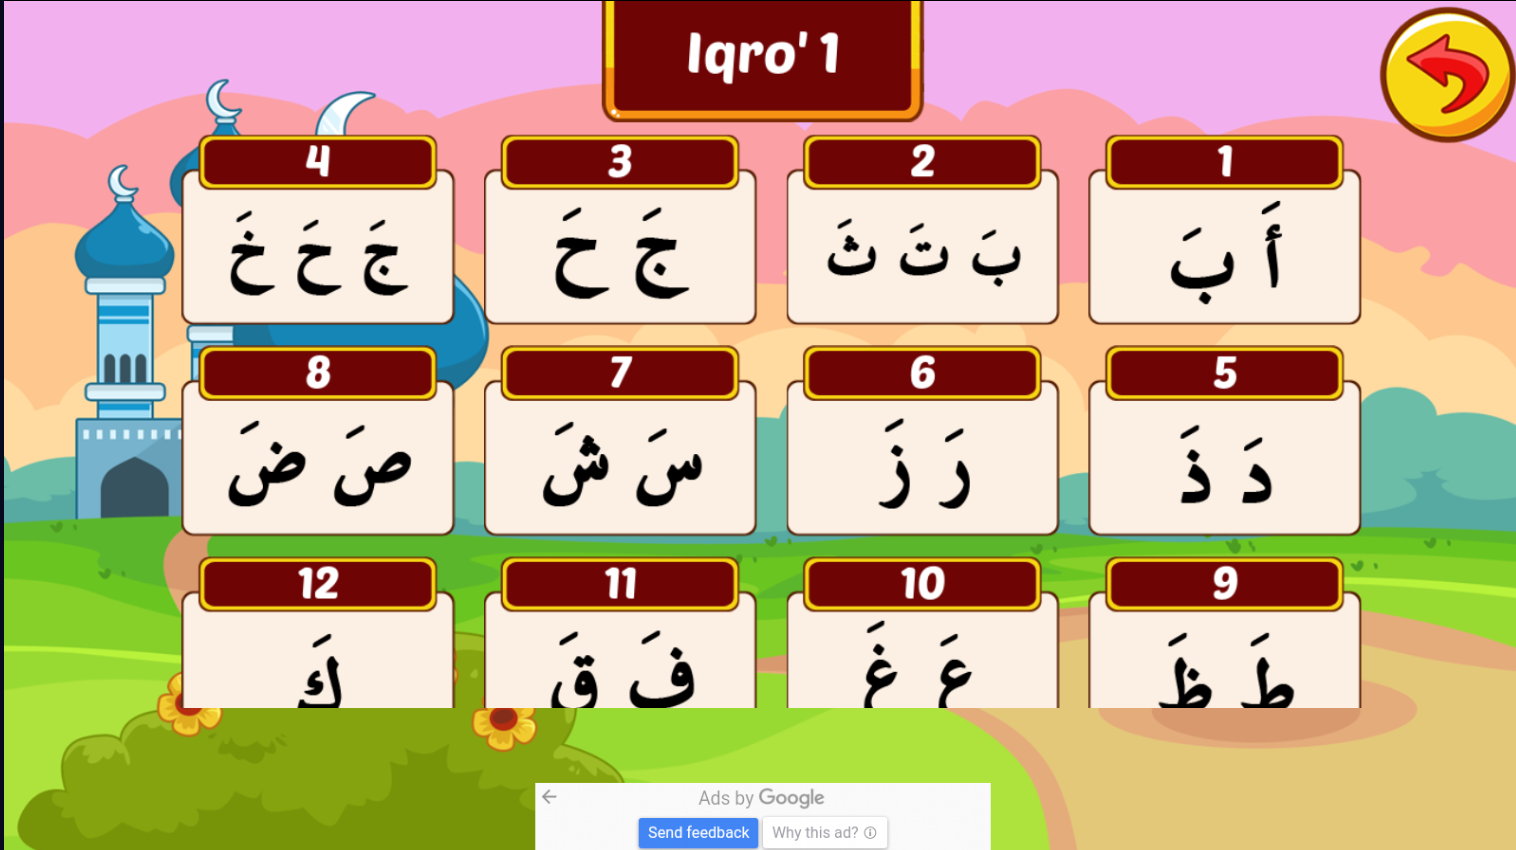 Iqro' 1
1
أَ بَ
2
بَ تَ ثَ
3
جَ حَ
4
جَ حَ خَ
5
دَ ذَ
6
رَ زَ
7
سَ شَ
8
صَ ضَ
9
طَ ظَ
10
عَ غَ
11
فَ قَ
12
كَ
Ads by Google
Send feedback
Why this ad?